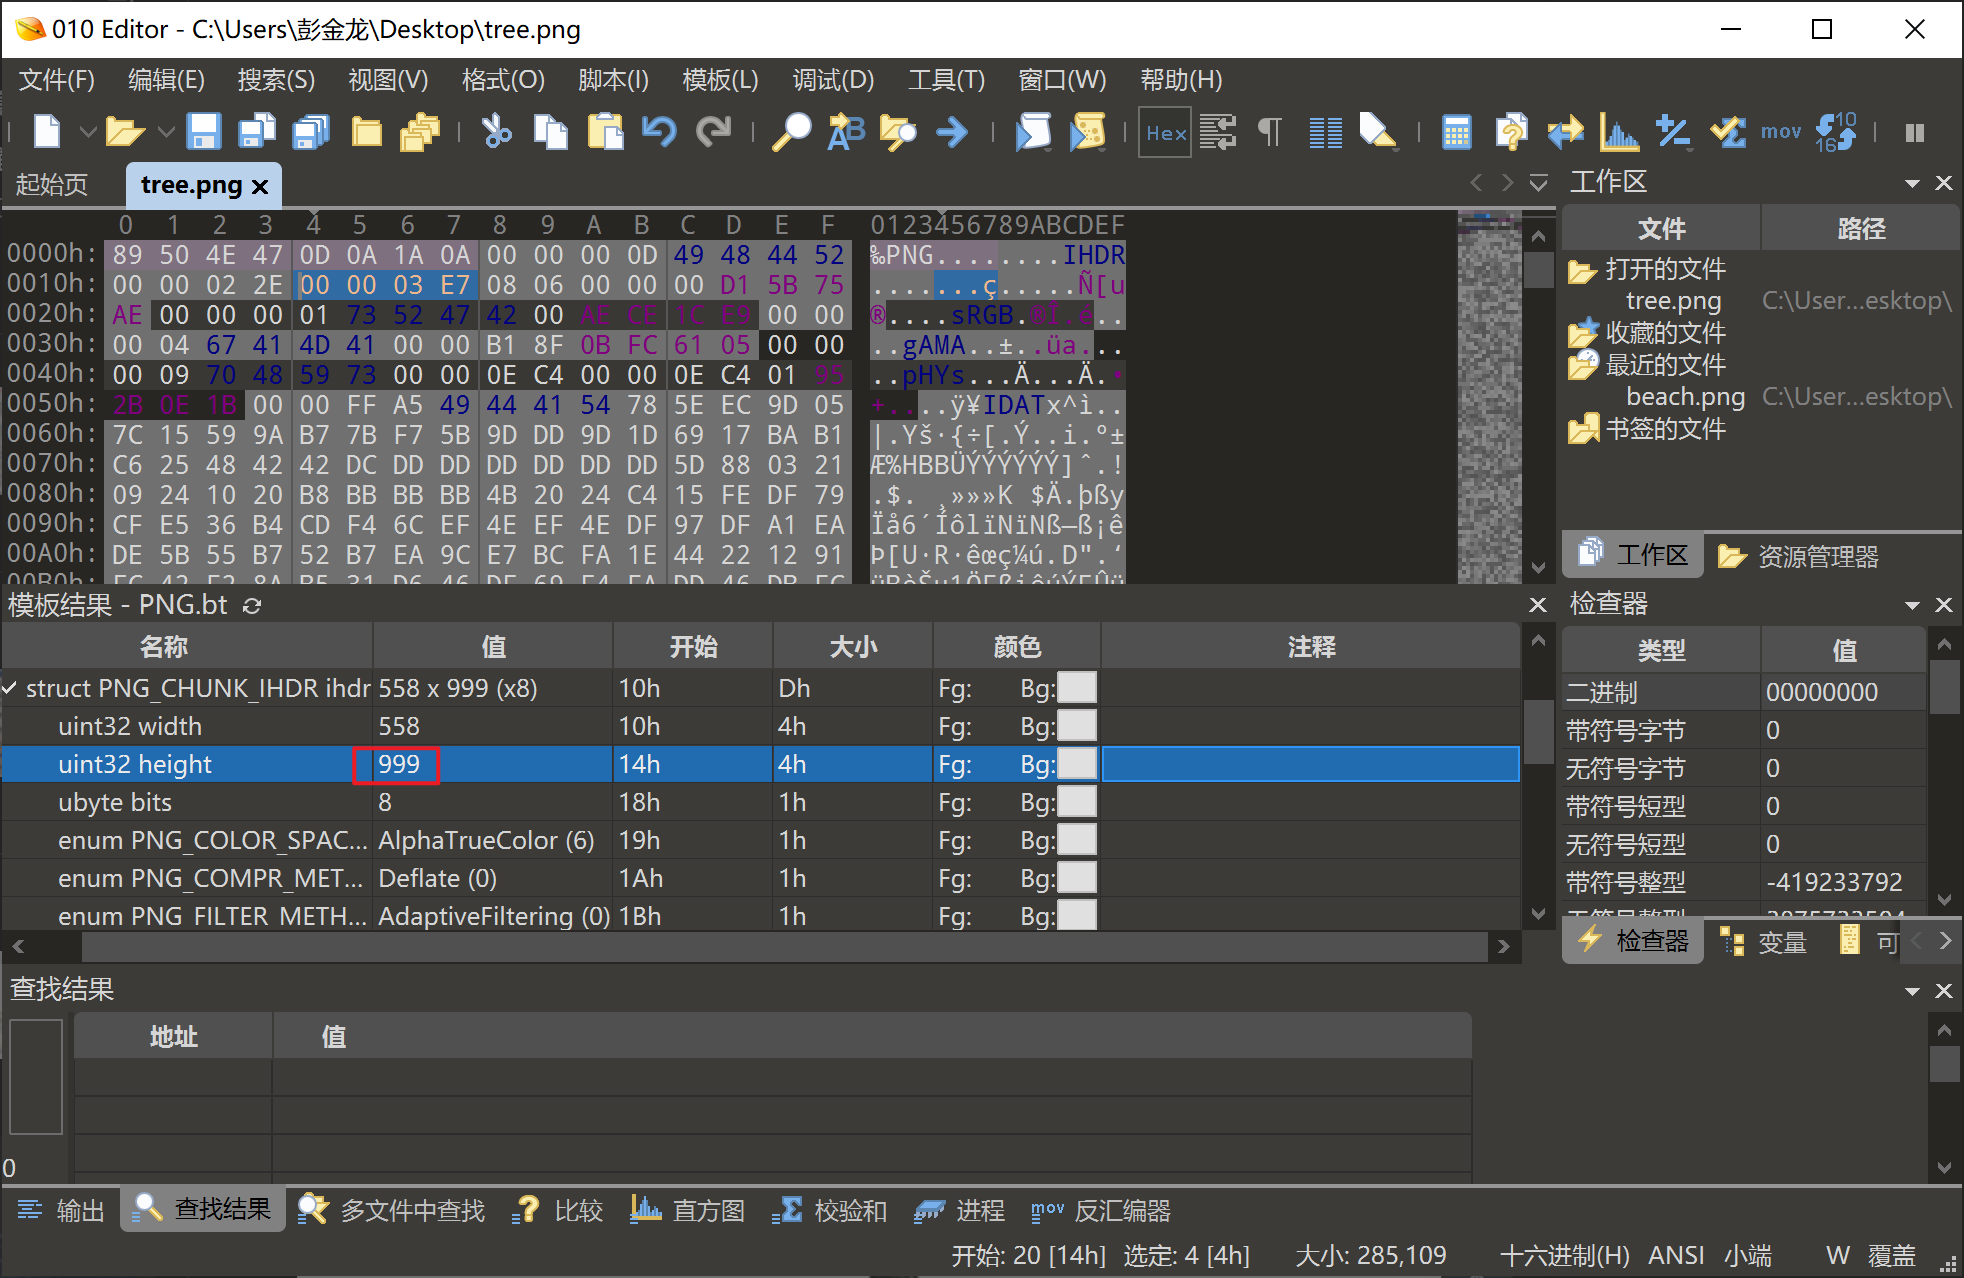 010 Editor - C:\Users\彭金龙\Desktop\tree.png
文件(F) 编辑(E) 搜索(S) 视图(V) 格式(O) 脚本(I) 模板(L) 调试(D) 工具(T) 窗口(W) 帮助(H)
Hex mov 10 16
起始页 tree.png
0 1 2 3 4 5 6 7 8 9 A B C D E F 0123456789ABCDEF
0000h: 89 50 4E 47 0D 0A 1A 0A 00 00 00 0D 49 48 44 52 ‰PNG........IHDR
0010h: 00 00 02 2E 00 00 03 E7 08 06 00 00 00 D1 5B 75 .......ç.....Ñ[u
0020h: AE 00 00 00 01 73 52 47 42 00 AE CE 1C E9 00 00 ®....sRGB.®Î.é..
0030h: 00 04 67 41 4D 41 00 00 B1 8F 0B FC 61 05 00 00 ..gAMA..±..üa...
0040h: 00 09 70 48 59 73 00 00 0E C4 00 00 0E C4 01 95 ..pHYs...Ä...Ä.•
0050h: 2B 0E 1B 00 00 FF A5 49 44 41 54 78 5E EC 9D 05 +....ÿ¥IDATx^ì..
0060h: 7C 15 59 9A B7 7B F7 5B 9D DD 9D 1D 69 17 BA B1 |.Yš·{÷[.Ý..i.º±
0070h: C6 25 48 42 42 DC DD DD DD DD DD DD 5D 88 03 21 Æ%HBBÜÝÝÝÝÝÝ]ˆ.!
0080h: 09 24 10 20 B8 BB BB BB 4B 20 24 C4 15 FE DF 79 .$. ¸»»»K $Ä.þßy
0090h: CF E5 36 B4 CD F4 6C EF 4E EF 4E DF 97 DF A1 EA Ïå6´ÍôlïNïNß—ß¡ê
00A0h: DE 5B 55 B7 52 B7 EA 9C E7 BC FA 1E 44 22 12 91 Þ[U·R·êœç¼ú.D".‘
模板结果 - PNG.bt
名称 值 开始 大小 颜色 注释
struct PNG_CHUNK_IHDR ihdr 558 x 999 (x8) 10h Dh Fg: Bg:
uint32 width 558 10h 4h Fg: Bg:
uint32 height 999 14h 4h Fg: Bg:
ubyte bits 8 18h 1h Fg: Bg:
enum PNG_COLOR_SPAC... AlphaTrueColor (6) 19h 1h Fg: Bg:
enum PNG_COMPR_MET... Deflate (0) 1Ah 1h Fg: Bg:
enum PNG_FILTER_METH... AdaptiveFiltering (0) 1Bh 1h Fg: Bg:
工作区
文件 路径
打开的文件
tree.png C:\User...esktop\
收藏的文件
最近的文件
beach.png C:\User...esktop\
书签的文件
工作区 资源管理器
检查器
类型 值
二进制 00000000
带符号字节 0
无符号字节 0
带符号短型 0
无符号短型 0
带符号整型 -419233792
检查器 变量 可
查找结果
地址 值
0
输出 查找结果 多文件中查找 比较 直方图 校验和 mov 进程 反汇编器
开始: 20 [14h] 选定: 4 [4h] 大小: 285,109 十六进制(H) ANSI 小端 W 覆盖